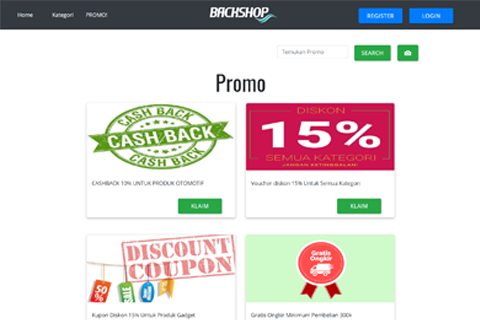 Home Kategori PROMO! BACKSHOP REGISTER LOGIN
Temukan Promo SEARCH
Promo
CASH BACK
CASH BACK
CASH BACK
CASHBACK 10% UNTUK PRODUK OTOMOTIF
KLAIM
DISKON
15%
SEMUA KATEGORI
JANGAN KETINGGALAN!
Voucher diskon 15% Untuk Semua Kategori
KLAIM
DISCOUNT
COUPON
50
%
Kupon Diskon 15% Untuk Produk Gadget
Gratis
Ongkir
Gratis Ongkir Minimum Pembelian 300k